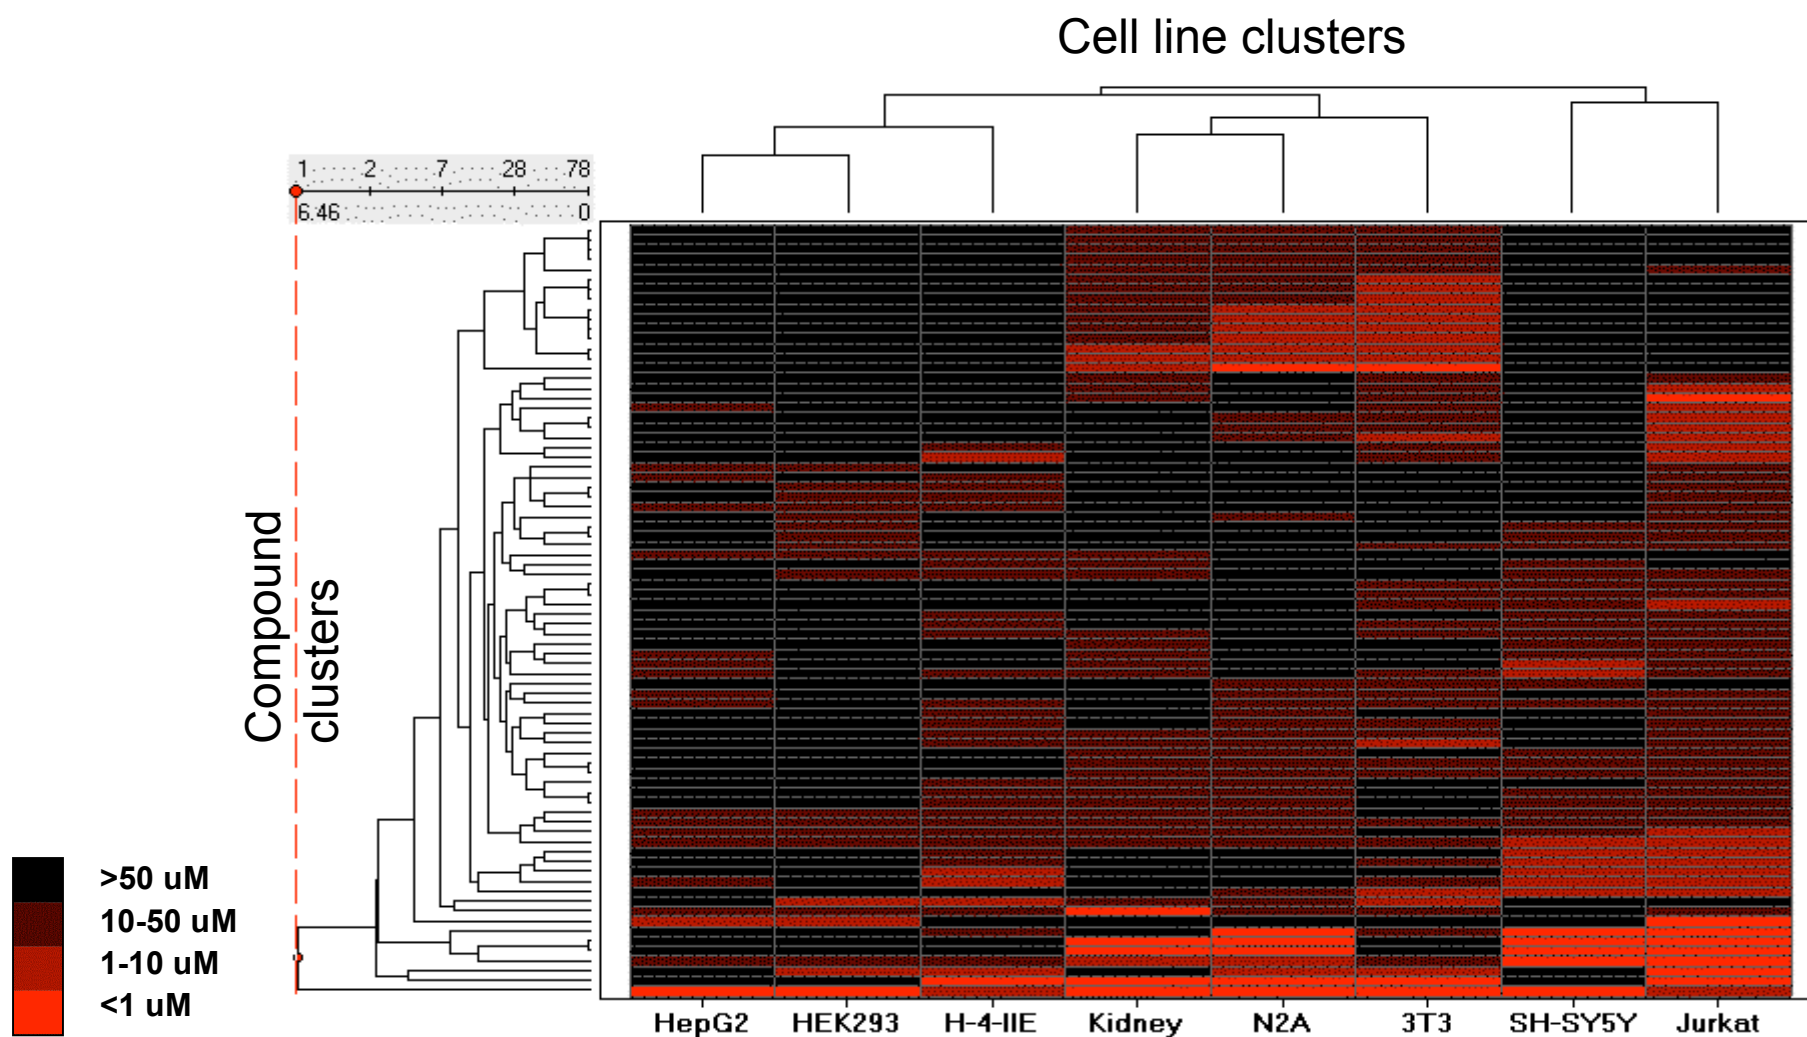 Cell line clusters
1 2 7 28 78
6.46 0
Compound
clusters
>50 uM
10-50 uM
1-10 uM
<1 uM
HepG2 HEK293 H-4-IIE Kidney N2A 3T3 SH-SY5Y Jurkat